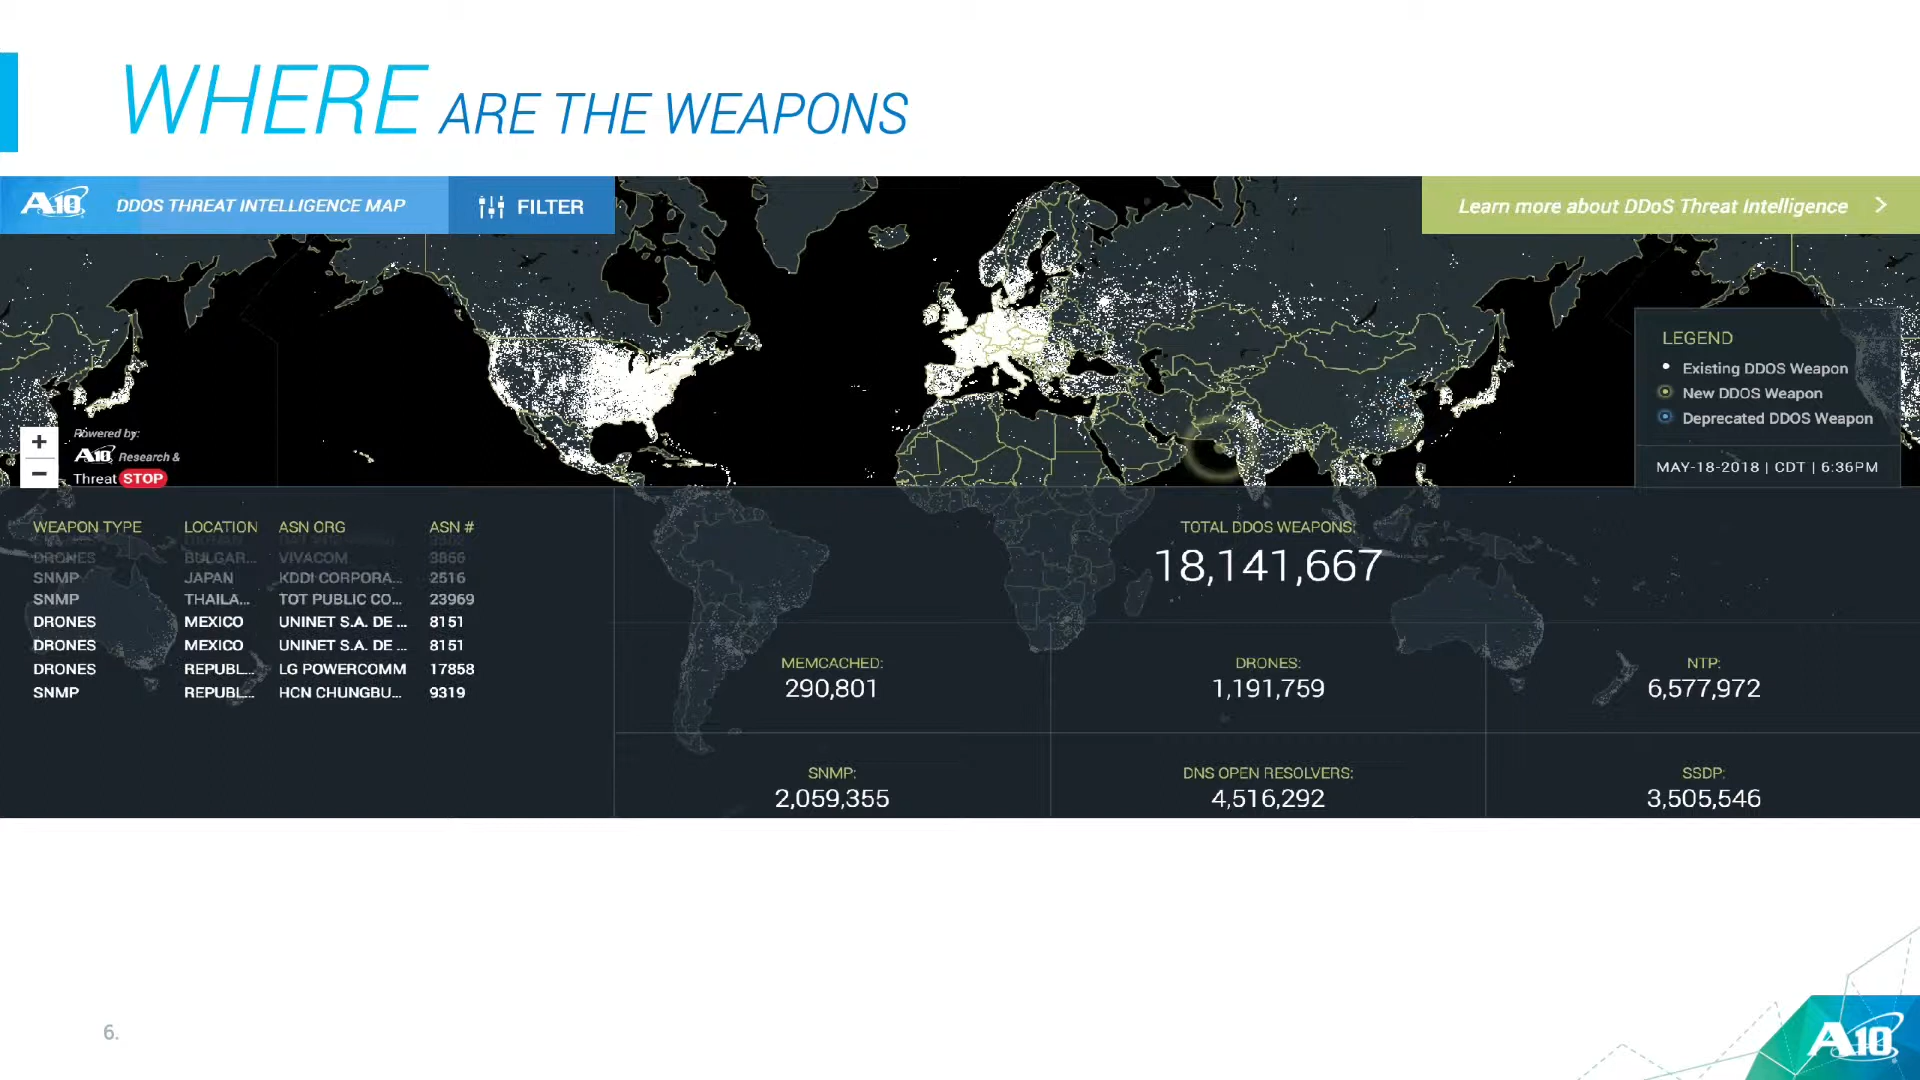 WHERE ARE THE WEAPONS
A10 DDOS THREAT INTELLIGENCE MAP FILTER
Learn more about DDoS Threat Intelligence >
LEGEND
Existing DDOS Weapon
New DDOS Weapon
Deprecated DDOS Weapon
MAY-18-2018 | CDT | 6:36PM
+
−
Powered by:
A10 Research &
Threat STOP
WEAPON TYPE LOCATION ASN ORG ASN #
DRONES BULGAR... VIVACOM 3866
SNMP JAPAN KDDI CORPORA... 2516
SNMP THAILA... TOT PUBLIC CO... 23969
DRONES MEXICO UNINET S.A. DE ... 8151
DRONES MEXICO UNINET S.A. DE ... 8151
DRONES REPUBL... LG POWERCOMM 17858
SNMP REPUBL... HCN CHUNGBU... 9319
TOTAL DDOS WEAPONS:
18,141,667
MEMCACHED:
290,801
DRONES:
1,191,759
NTP:
6,577,972
SNMP:
2,059,355
DNS OPEN RESOLVERS:
4,516,292
SSDP:
3,505,546
6.
A10